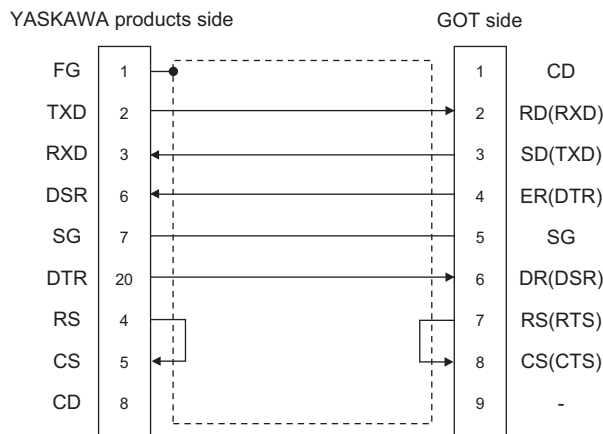 YASKAWA products side GOT side
FG 1 1 CD
TXD 2 2 RD(RXD)
RXD 3 3 SD(TXD)
DSR 6 4 ER(DTR)
SG 7 5 SG
DTR 20 6 DR(DSR)
RS 4 7 RS(RTS)
CS 5 8 CS(CTS)
CD 8 9 -